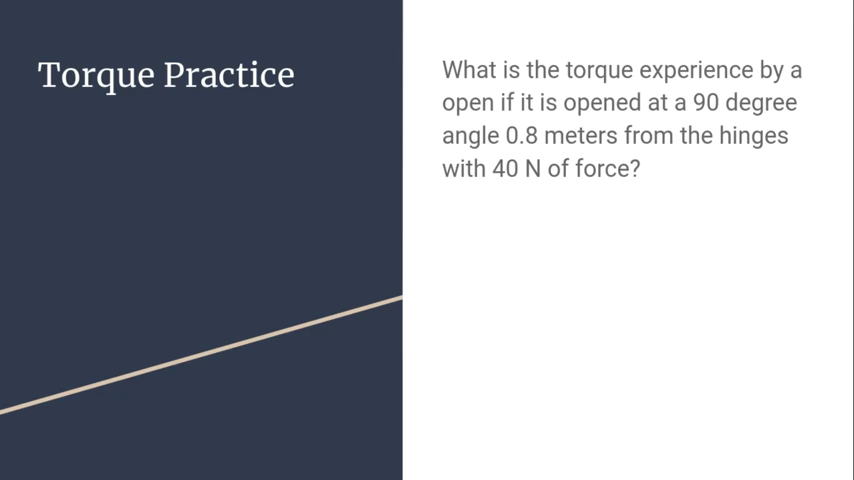 Torque Practice
What is the torque experience by a
open if it is opened at a 90 degree
angle 0.8 meters from the hinges
with 40 N of force?